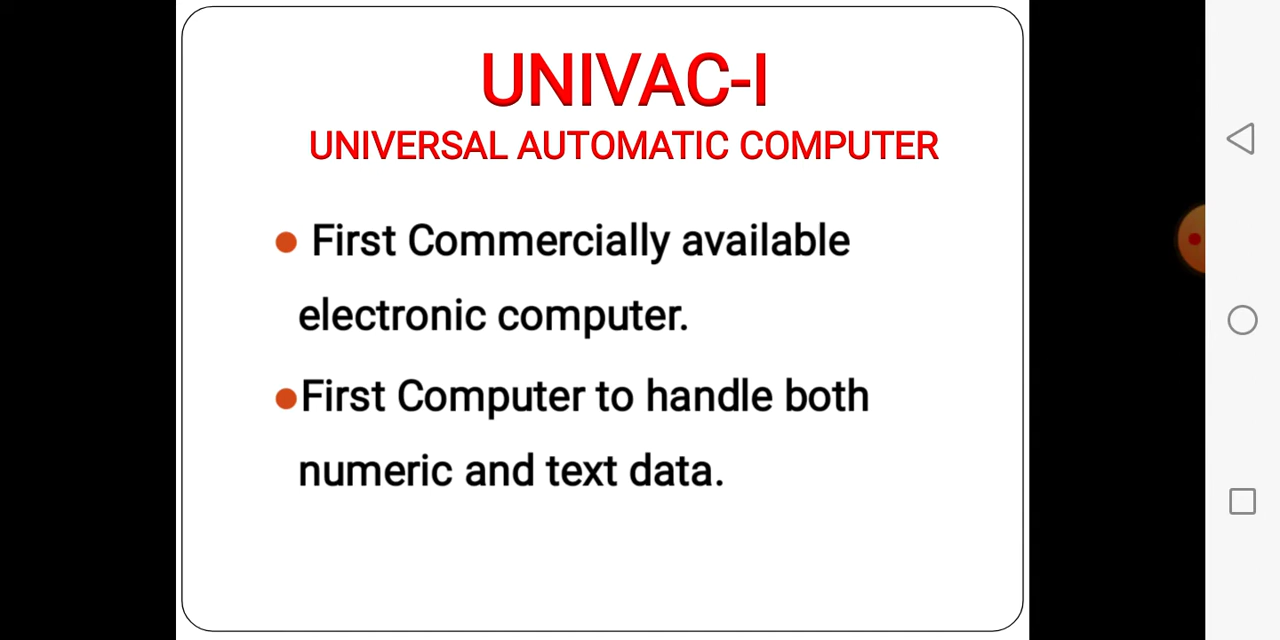 UNIVAC-I
UNIVERSAL AUTOMATIC COMPUTER
● First Commercially available
electronic computer.
●First Computer to handle both
numeric and text data.